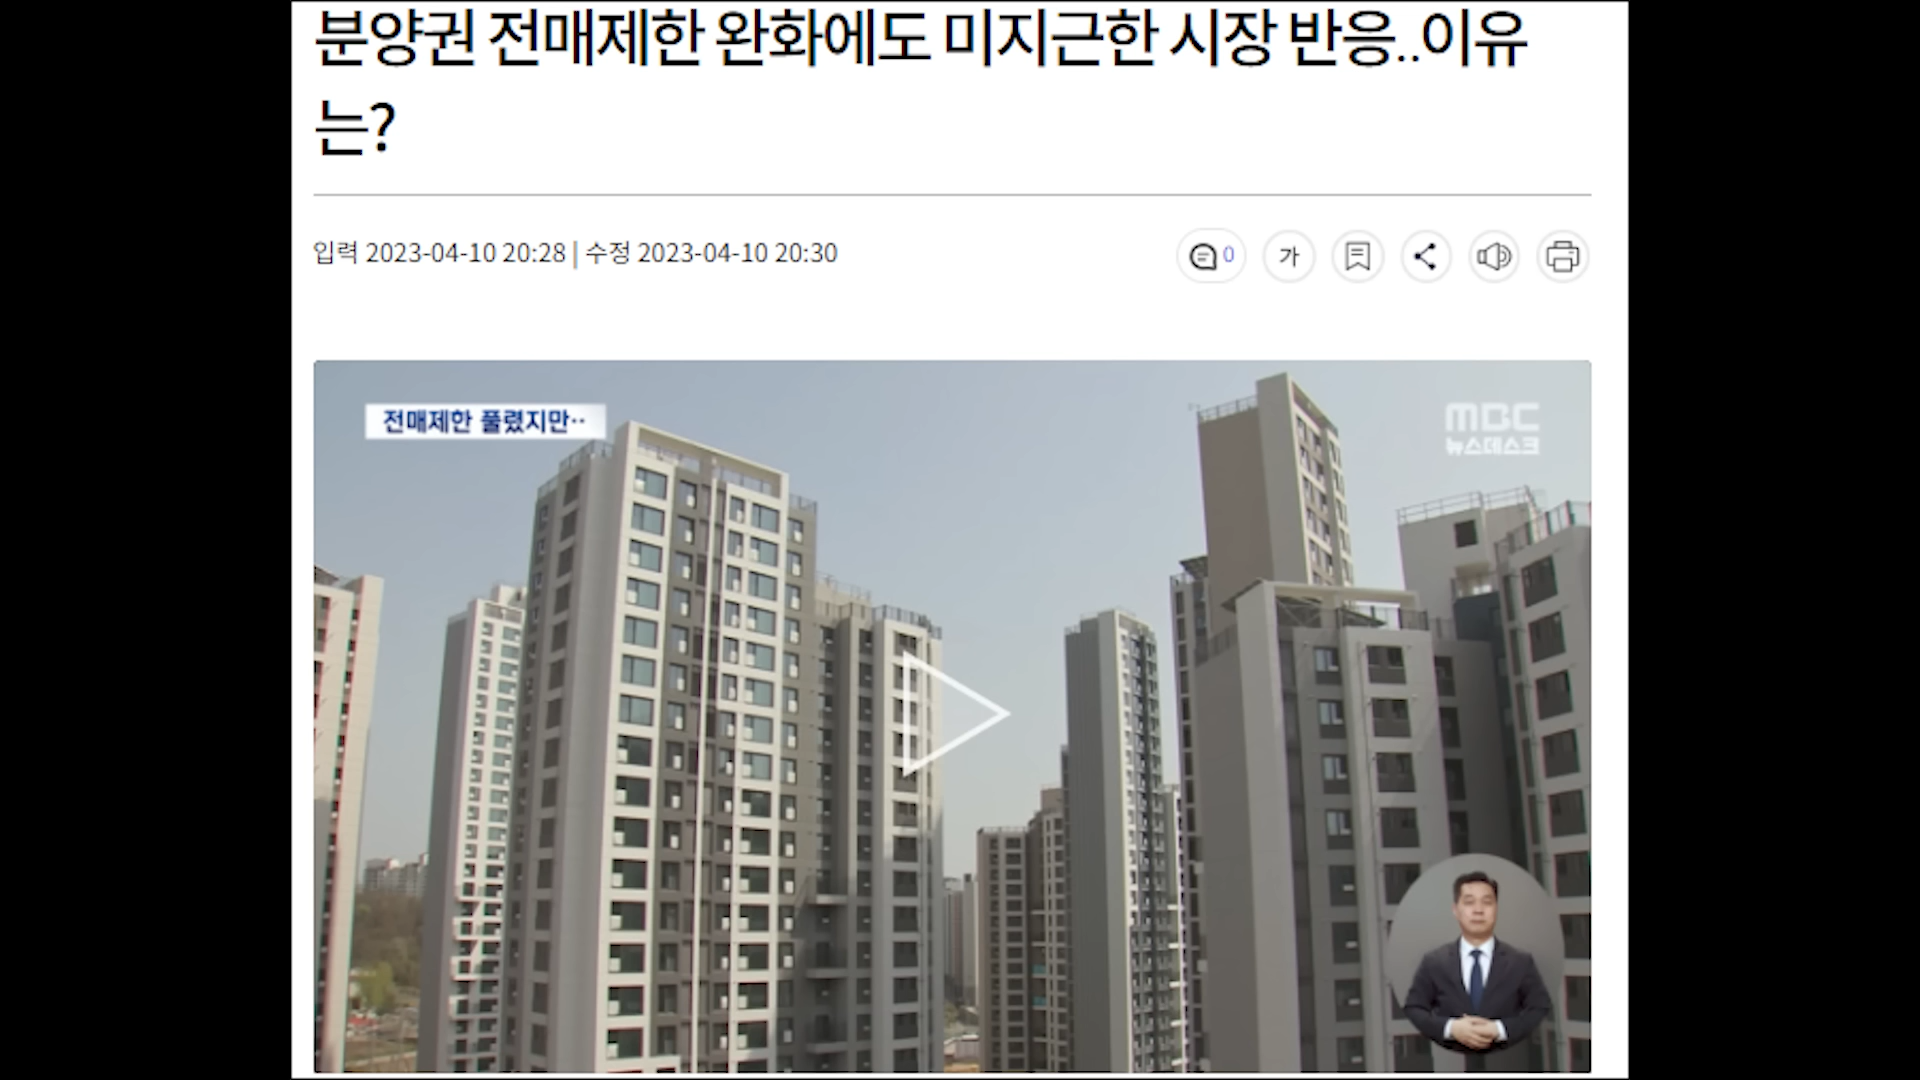 분양권 전매제한 완화에도 미지근한 시장 반응..이유
는?
입력 2023-04-10 20:28 | 수정 2023-04-10 20:30
0
가
전매제한 풀렸지만··
MBC
뉴스데스크